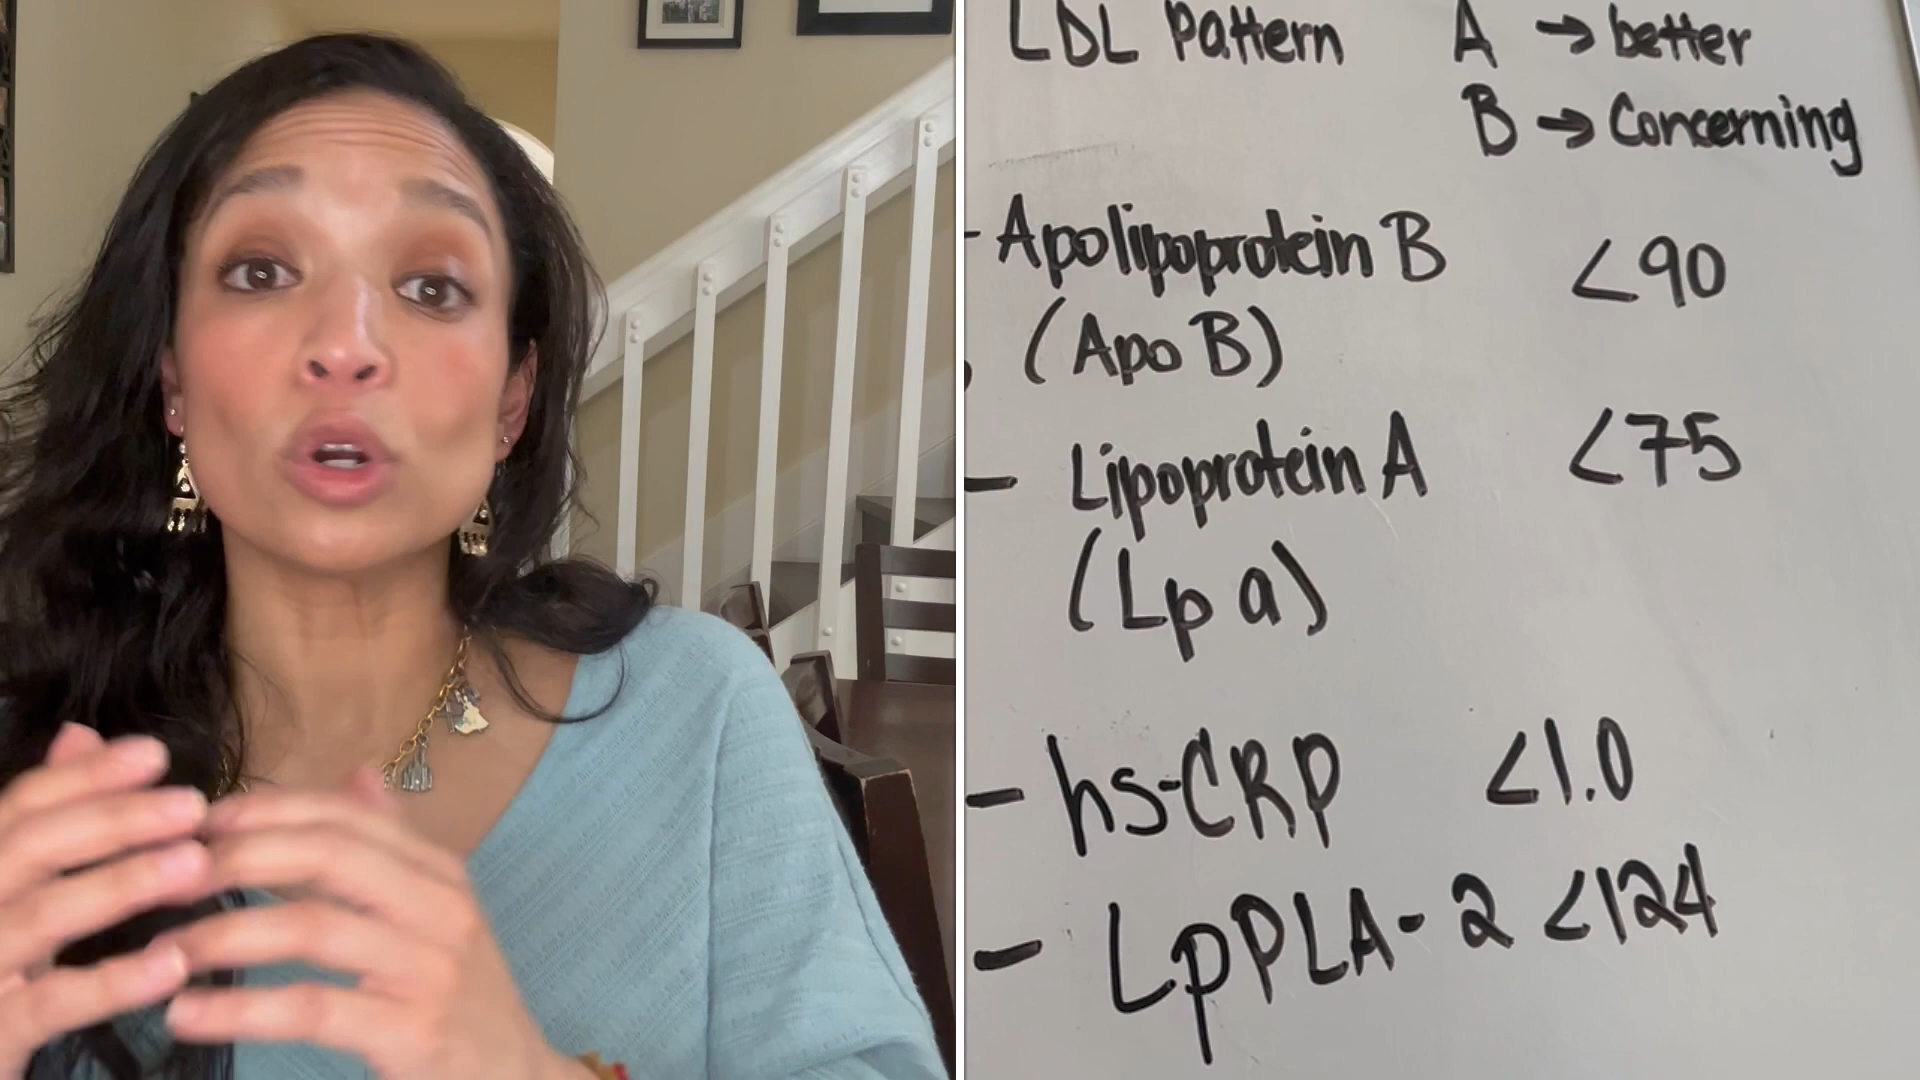 LDL Pattern A → better
B → Concerning
- Apolipoprotein B <90
(Apo B)
- Lipoprotein A <75
(Lp a)
- hs-CRP <1.0
- LpPLA-2 <124